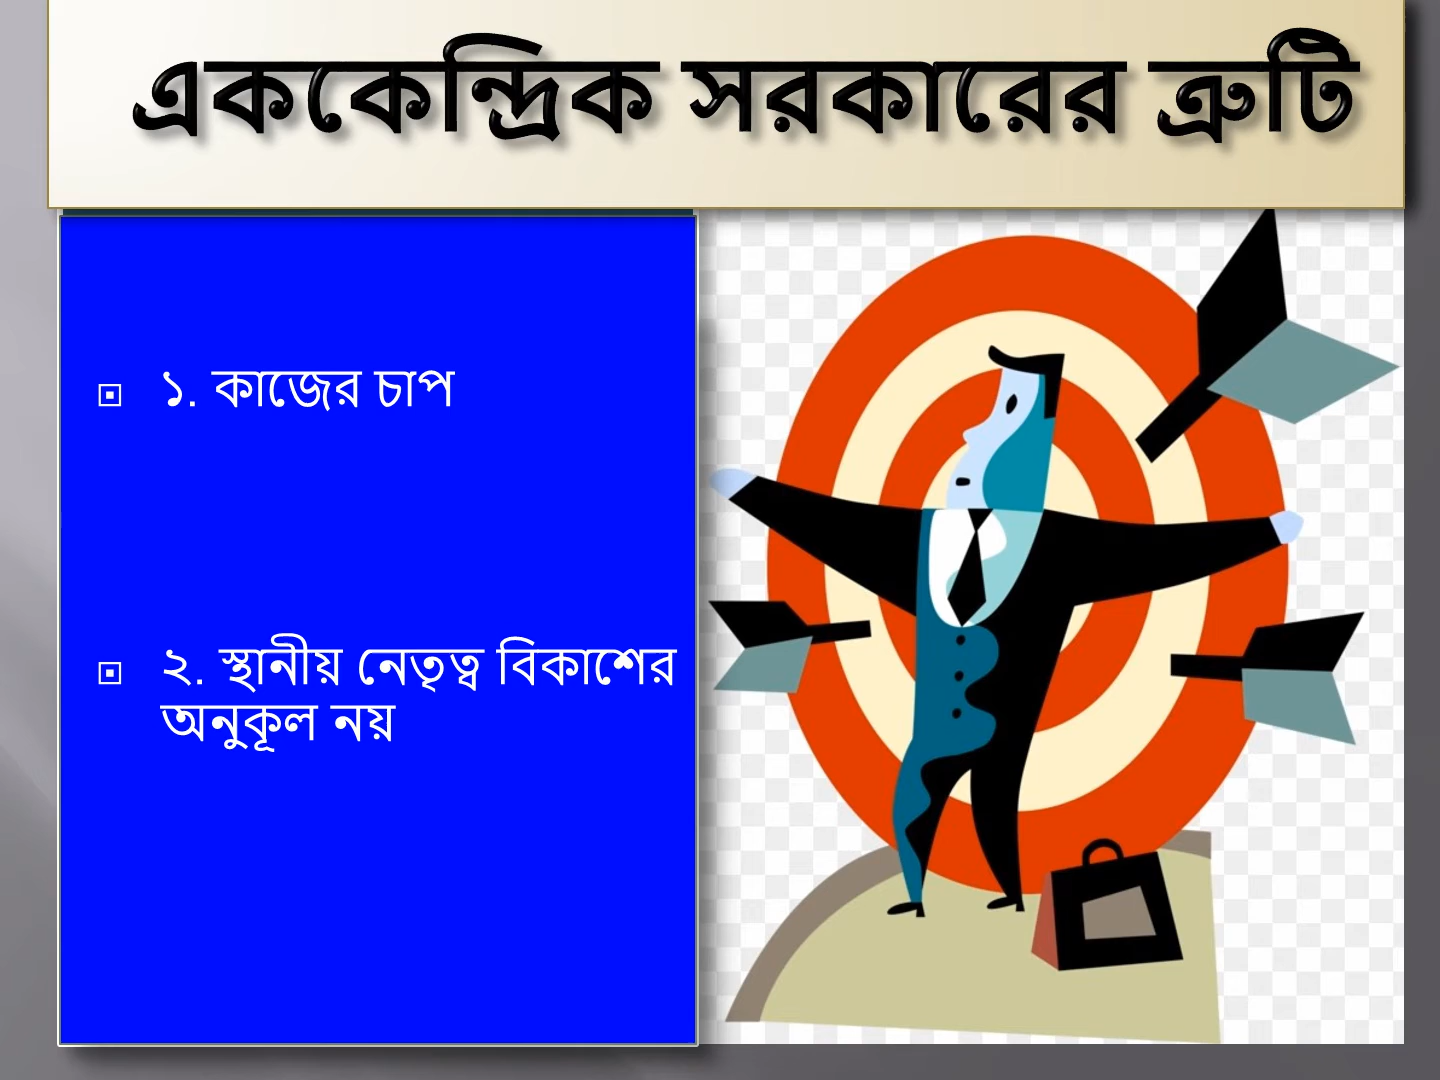 এককেন্দ্রিক সরকারের ত্রুটি
১. কাজের চাপ
২. স্থানীয় নেতৃত্ব বিকাশের
অনুকূল নয়